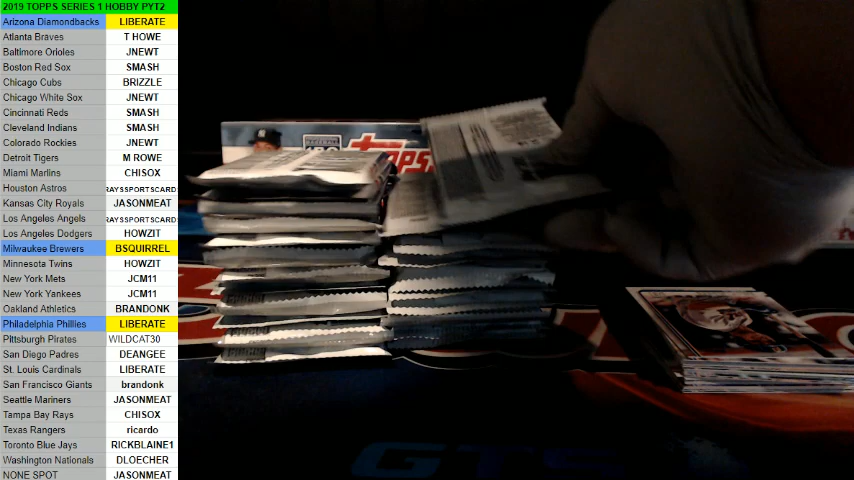 2019 TOPPS SERIES 1 HOBBY PYT2
Arizona Diamondbacks LIBERATE
Atlanta Braves T HOWE
Baltimore Orioles JNEWT
Boston Red Sox SMASH
Chicago Cubs BRIZZLE
Chicago White Sox JNEWT
Cincinnati Reds SMASH
Cleveland Indians SMASH
Colorado Rockies JNEWT
Detroit Tigers M ROWE
Miami Marlins CHISOX
Houston Astros RAYSSPORTSCARD
Kansas City Royals JASONMEAT
Los Angeles Angels RAYSSPORTSCARD
Los Angeles Dodgers HOWZIT
Milwaukee Brewers BSQUIRREL
Minnesota Twins HOWZIT
New York Mets JCM11
New York Yankees JCM11
Oakland Athletics BRANDONK
Philadelphia Phillies LIBERATE
Pittsburgh Pirates WILDCAT30
San Diego Padres DEANGEE
St. Louis Cardinals LIBERATE
San Francisco Giants brandonk
Seattle Mariners JASONMEAT
Tampa Bay Rays CHISOX
Texas Rangers ricardo
Toronto Blue Jays RICKBLAINE1
Washington Nationals DLOECHER
NONE SPOT JASONMEAT
TOPPS